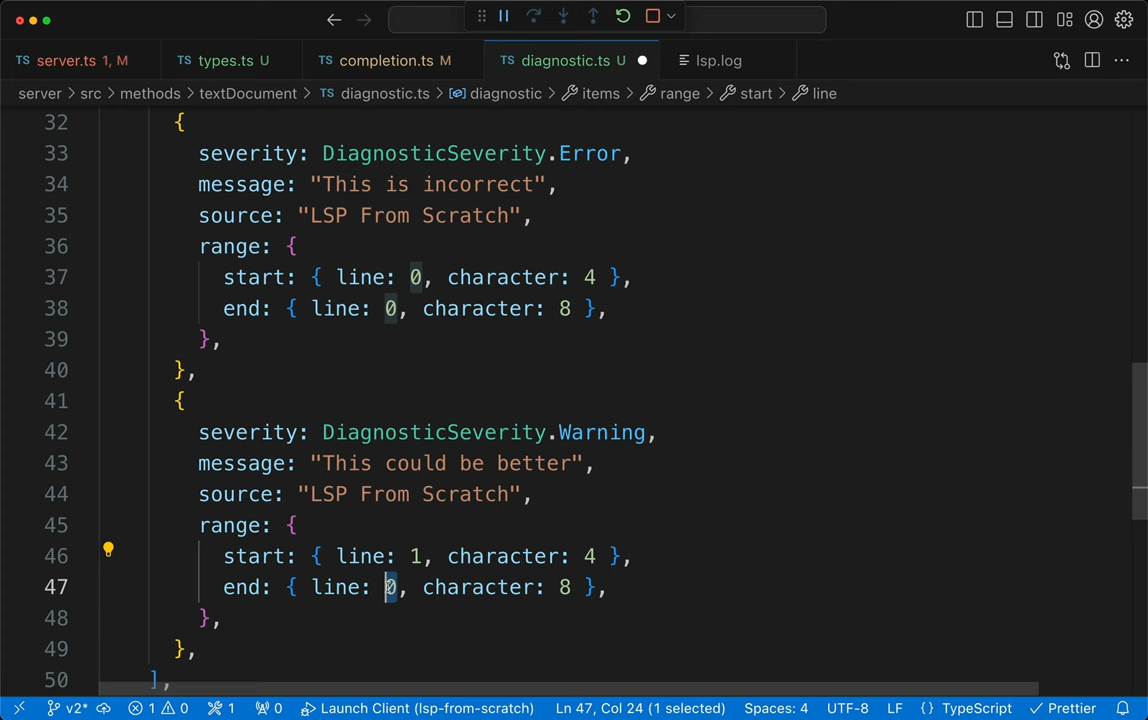 TS server.ts 1, M TS types.ts U TS completion.ts M TS diagnostic.ts U lsp.log
server > src > methods > textDocument > TS diagnostic.ts > diagnostic > items > range > start > line
32 {
33 severity: DiagnosticSeverity.Error,
34 message: "This is incorrect",
35 source: "LSP From Scratch",
36 range: {
37 start: { line: 0, character: 4 },
38 end: { line: 0, character: 8 },
39 },
40 },
41 {
42 severity: DiagnosticSeverity.Warning,
43 message: "This could be better",
44 source: "LSP From Scratch",
45 range: {
46 start: { line: 1, character: 4 },
47 end: { line: 0, character: 8 },
48 },
49 },
50 ],
v2* 1 0 1 0 Launch Client (lsp-from-scratch) Ln 47, Col 24 (1 selected) Spaces: 4 UTF-8 LF {} TypeScript Prettier